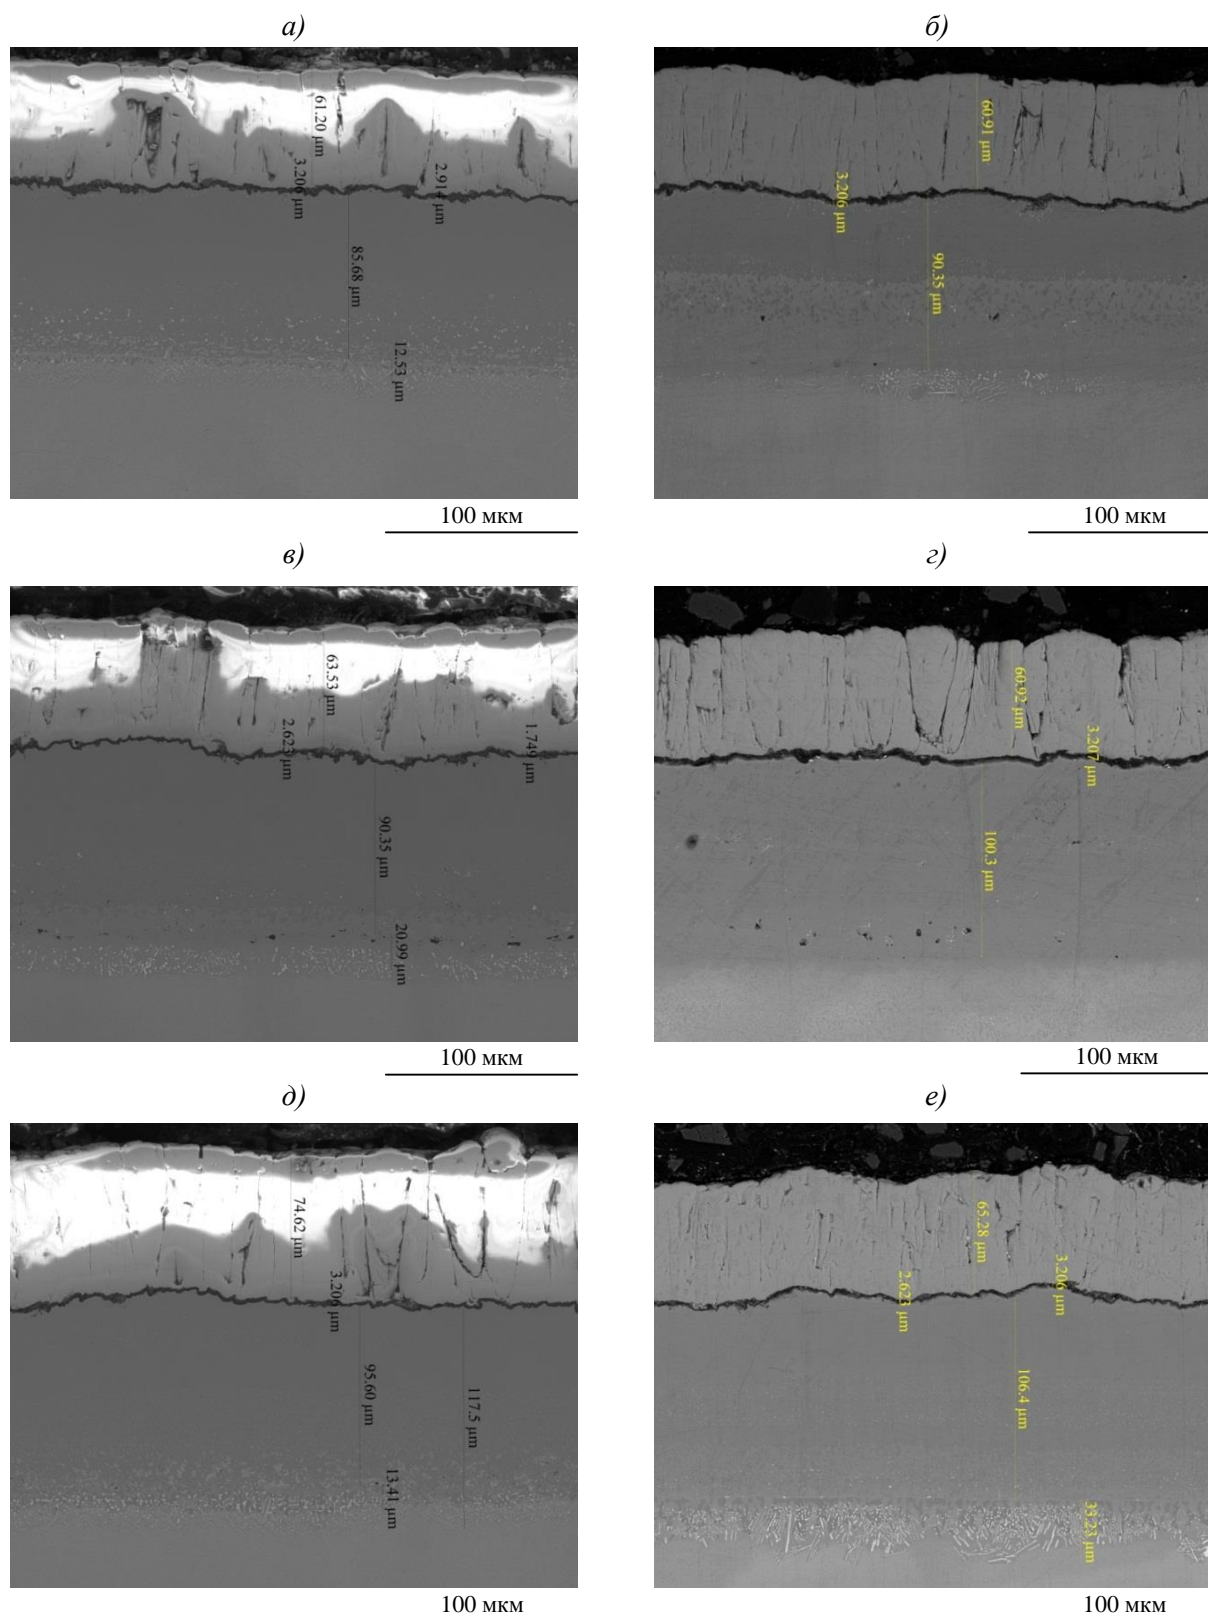 а)
б)
61.20 µm
3.206 µm
2.914 µm
85.68 µm
12.53 µm
60.91 µm
3.206 µm
90.35 µm
100 мкм
100 мкм
в)
г)
63.53 µm
2.623 µm
1.749 µm
90.35 µm
20.99 µm
60.92 µm
3.207 µm
100.3 µm
100 мкм
100 мкм
д)
е)
74.62 µm
3.206 µm
95.60 µm
117.5 µm
13.41 µm
65.28 µm
2.623 µm
3.206 µm
106.4 µm
33.23 µm
100 мкм
100 мкм